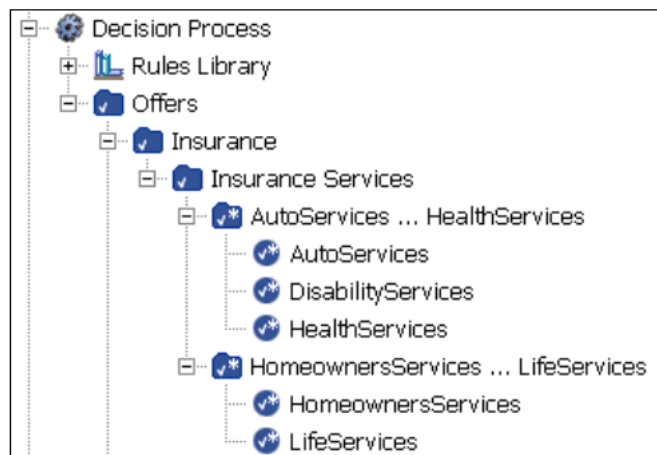 Decision Process
Rules Library
Offers
Insurance
Insurance Services
AutoServices ... HealthServices
AutoServices
DisabilityServices
HealthServices
HomeownersServices ... LifeServices
HomeownersServices
LifeServices